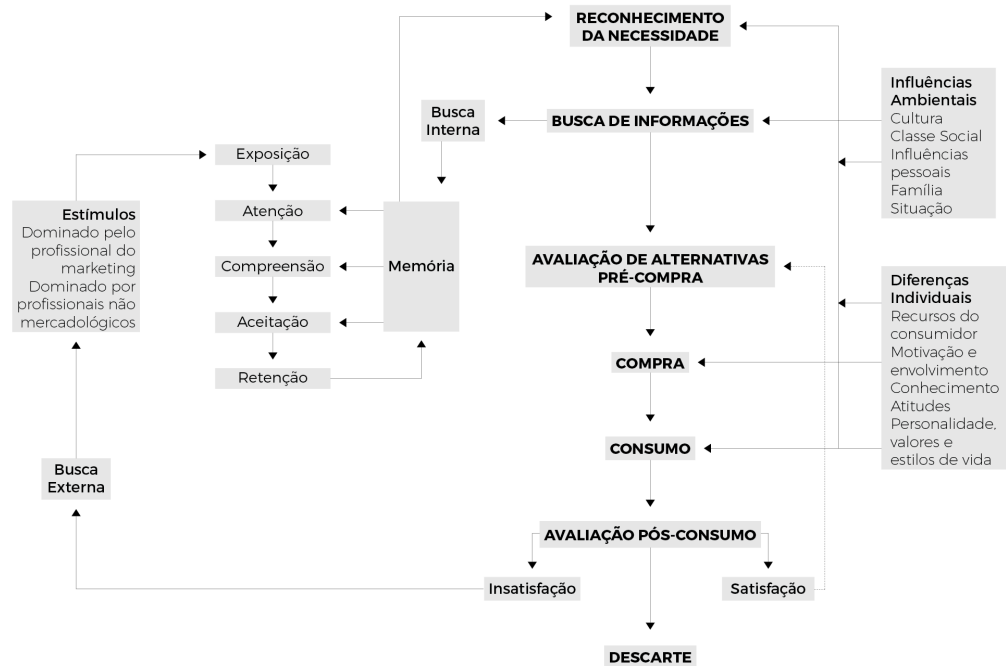 RECONHECIMENTO
DA NECESSIDADE
Influências
Ambientais
Cultura
Classe Social
Influências
pessoais
Família
Situação
Busca
Interna
BUSCA DE INFORMAÇÕES
Exposição
Atenção
Compreensão
Aceitação
Retenção
Memória
Estímulos
Dominado pelo
profissional do
marketing
Dominado por
profissionais não
mercadológicos
AVALIAÇÃO DE ALTERNATIVAS
PRÉ-COMPRA
Diferenças
Individuais
Recursos do
consumidor
Motivação e
envolvimento
Conhecimento
Atitudes
Personalidade,
valores e
estilos de vida
COMPRA
CONSUMO
Busca
Externa
AVALIAÇÃO PÓS-CONSUMO
Insatisfação
Satisfação
DESCARTE